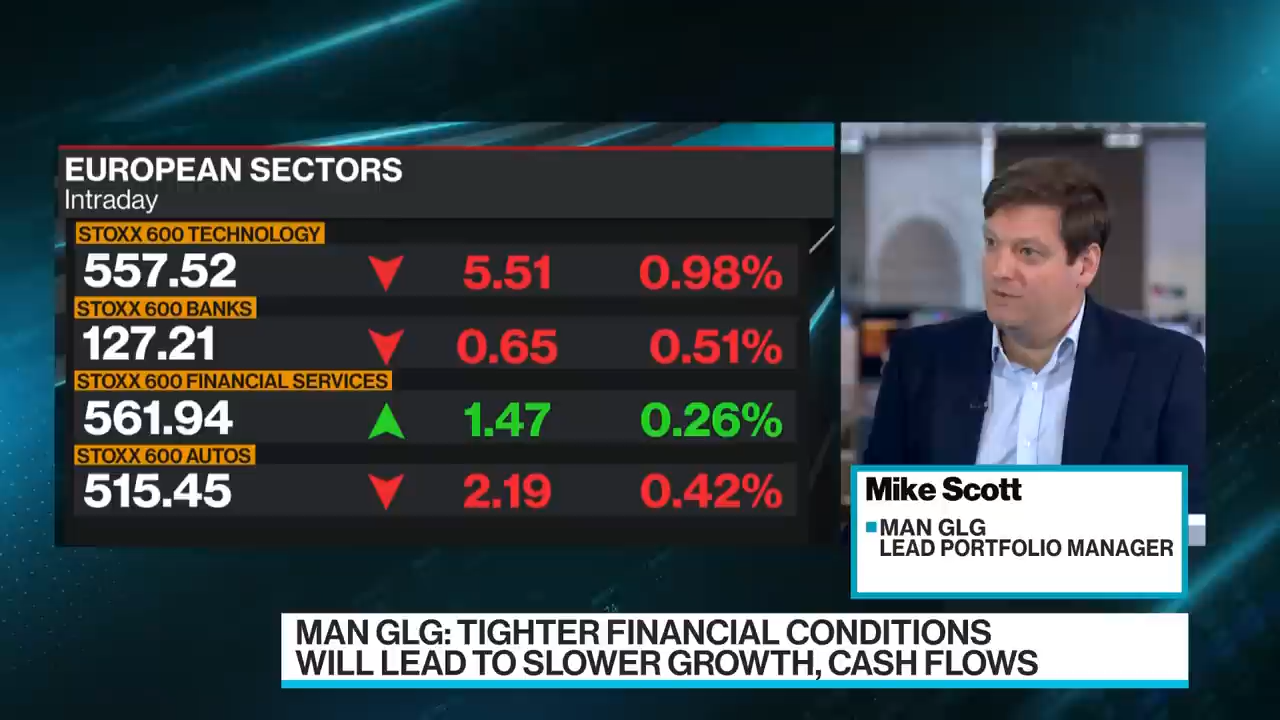 EUROPEAN SECTORS
Intraday
STOXX 600 TECHNOLOGY
557.52 5.51 0.98%
STOXX 600 BANKS
127.21 0.65 0.51%
STOXX 600 FINANCIAL SERVICES
561.94 1.47 0.26%
STOXX 600 AUTOS
515.45 2.19 0.42%
Mike Scott
MAN GLG
LEAD PORTFOLIO MANAGER
MAN GLG: TIGHTER FINANCIAL CONDITIONS
WILL LEAD TO SLOWER GROWTH, CASH FLOWS